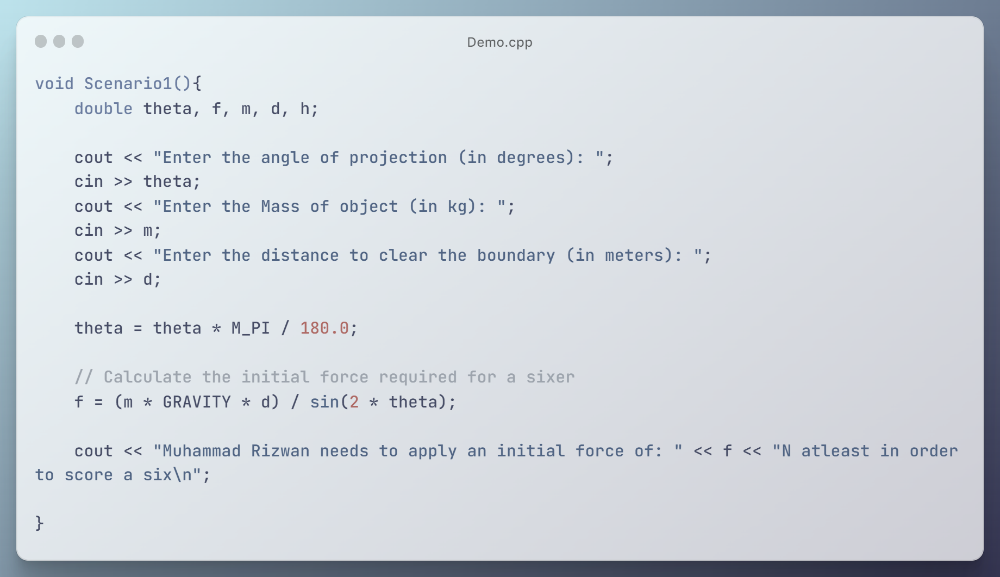 Demo.cpp
void Scenario1(){
    double theta, f, m, d, h;

    cout << "Enter the angle of projection (in degrees): ";
    cin >> theta;
    cout << "Enter the Mass of object (in kg): ";
    cin >> m;
    cout << "Enter the distance to clear the boundary (in meters): ";
    cin >> d;

    theta = theta * M_PI / 180.0;

    // Calculate the initial force required for a sixer
    f = (m * GRAVITY * d) / sin(2 * theta);

    cout << "Muhammad Rizwan needs to apply an initial force of: " << f << "N atleast in order
to score a six\n";

}